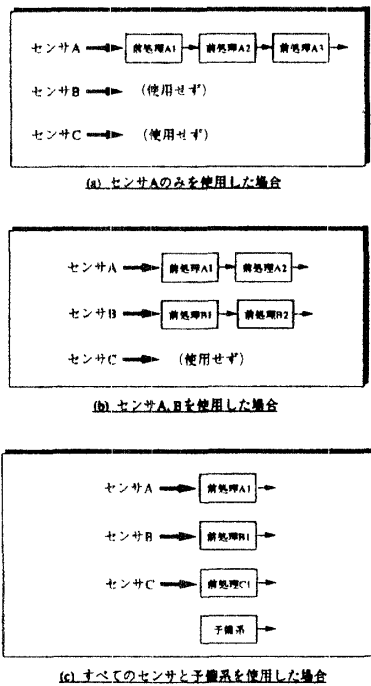 センサA 前処理A1 前処理A2 前処理A3
センサB (使用せず)
センサC (使用せず)
(a) センサAのみを使用した場合
センサA 前処理A1 前処理A2
センサB 前処理B1 前処理B2
センサC (使用せず)
(b) センサA, Bを使用した場合
センサA 前処理A1
センサB 前処理B1
センサC 前処理C1
予備系
(c) すべてのセンサと予備系を使用した場合